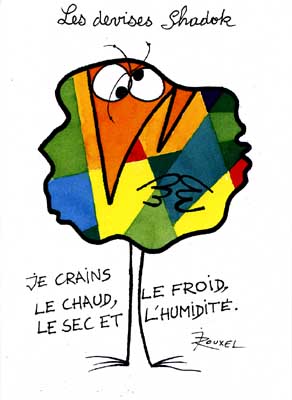 Les devises Shadok
JE CRAINS
LE CHAUD,
LE SEC ET
LE FROID,
L'HUMIDITÉ.
J. ROUXEL